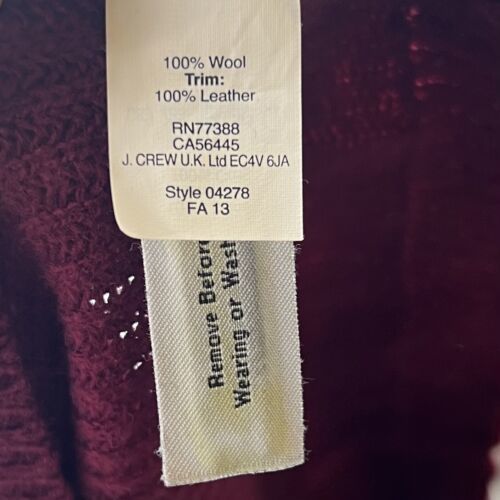 100% Wool
Trim:
100% Leather
RN77388
CA56445
J. CREW U.K. Ltd EC4V 6JA
Style 04278
FA 13
Remove Before
Wearing or Wash